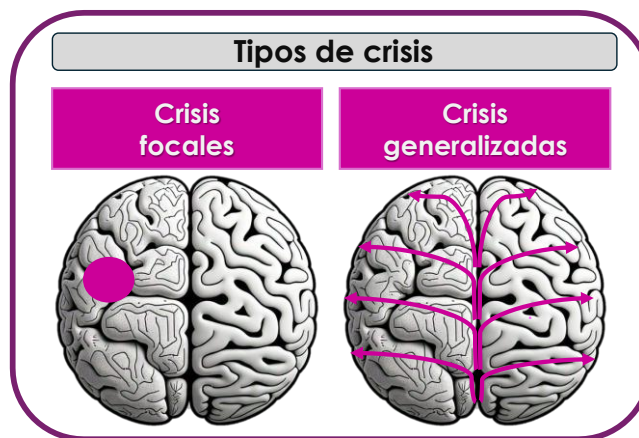 Tipos de crisis
Crisis
focales
Crisis
generalizadas